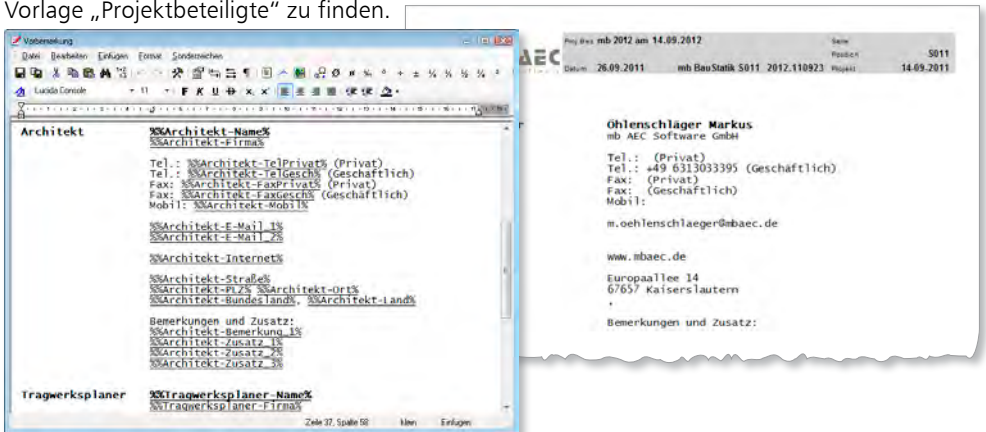 Vorlage „Projektbeteiligte“ zu finden.
Vorbemerkung
Datei Bearbeiten Einfügen Format Sonderzeichen
Lucida Console 11 F K U
Architekt %%Architekt-Name%
%%Architekt-Firma%
Tel.: %%Architekt-TelPrivat% (Privat)
Tel.: %%Architekt-TelGesch% (Geschäftlich)
Fax: %%Architekt-FaxPrivat% (Privat)
Fax: %%Architekt-FaxGesch% (Geschäftlich)
Mobil: %%Architekt-Mobil%
%%Architekt-E-Mail_1%
%%Architekt-E-Mail_2%
%%Architekt-Internet%
%%Architekt-Straße%
%%Architekt-PLZ% %%Architekt-Ort%
%%Architekt-Bundesland%, %%Architekt-Land%
Bemerkungen und Zusatz:
%%Architekt-Bemerkung_1%
%%Architekt-Zusatz_1%
%%Architekt-Zusatz_2%
%%Architekt-Zusatz_3%
Tragwerksplaner %%Tragwerksplaner-Name%
%%Tragwerksplaner-Firma%
Zeile 37, Spalte 58 klein Einfügen
AEC
Proj.Bez mb 2012 am 14.09.2012 Seite
Position S011
Datum 26.09.2011 mb BauStatik S011 2012.110923 Projekt 14-09-2011
Öhlenschläger Markus
mb AEC Software GmbH
Tel.: (Privat)
Tel.: +49 6313033395 (Geschäftlich)
Fax: (Privat)
Fax: (Geschäftlich)
Mobil:
m.oehlenschlaeger@mbaec.de
www.mbaec.de
Europaallee 14
67657 Kaiserslautern
,
Bemerkungen und Zusatz: